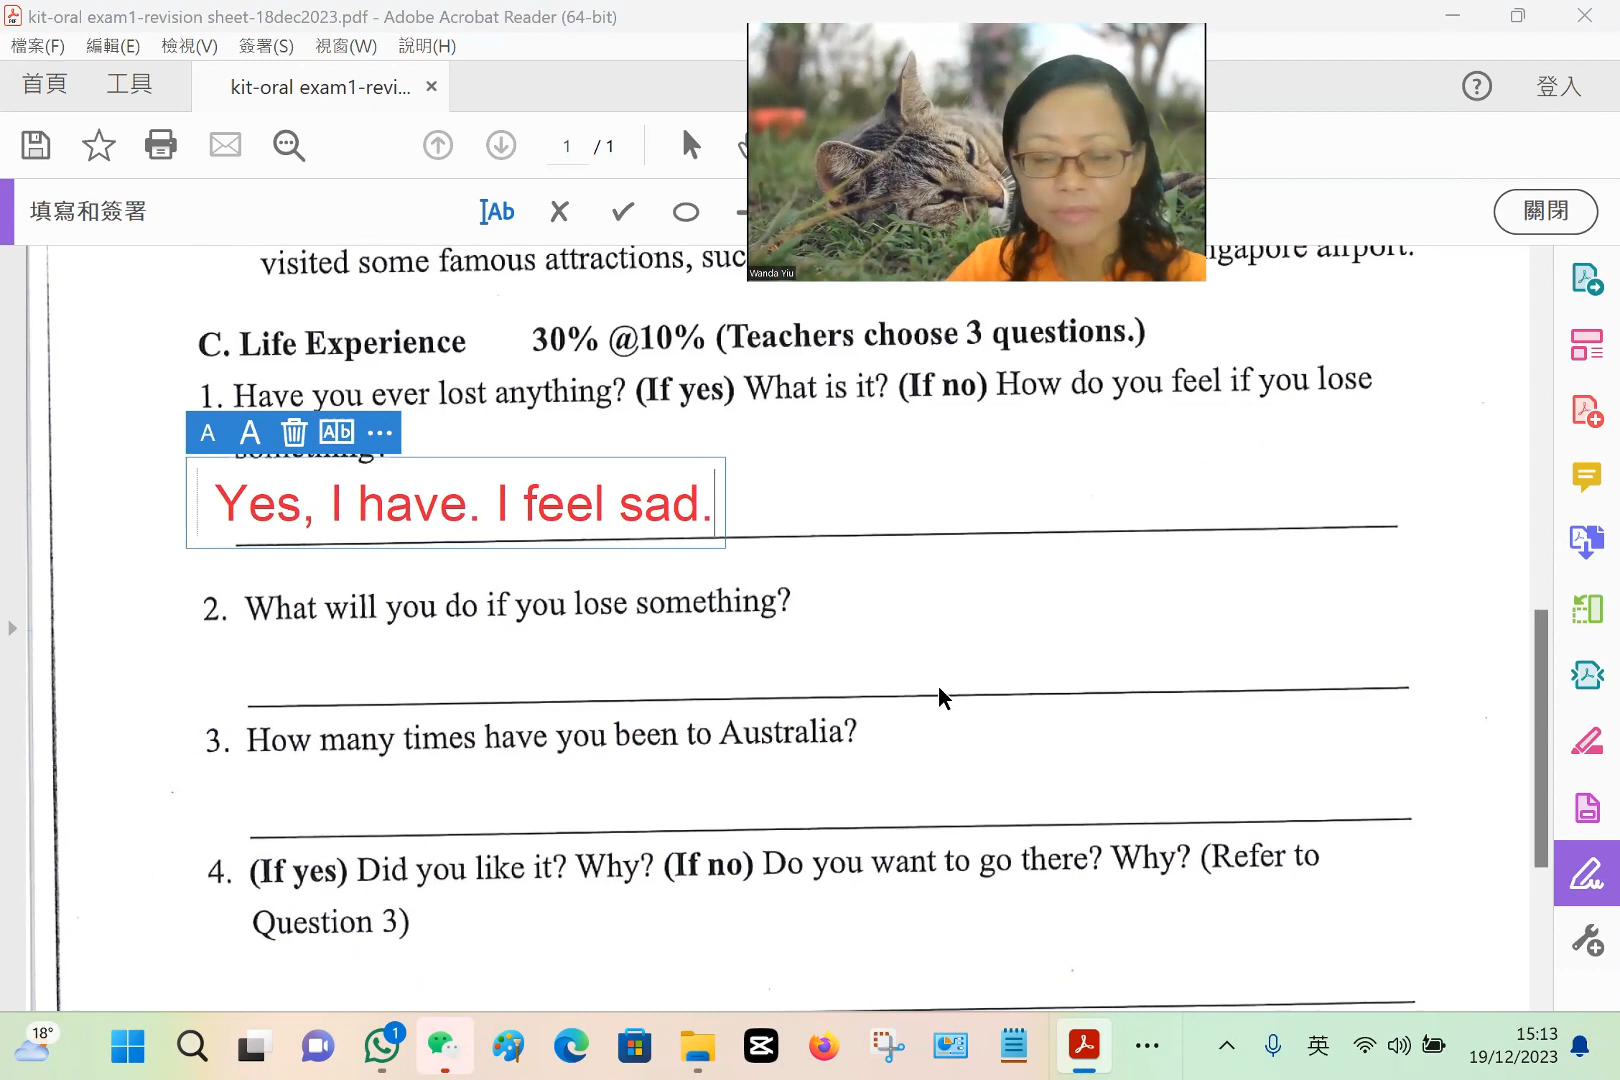 kit-oral exam1-revision sheet-18dec2023.pdf - Adobe Acrobat Reader (64-bit)
檔案(F) 編輯(E) 檢視(V) 簽署(S) 視窗(W) 說明(H)
首頁 工具 kit-oral exam1-revi... × 登入
1 / 1
填寫和簽署 Ab 關閉
Wanda Yiu
visited some famous attractions, suc ngapore airport.
C. Life Experience 30% @10% (Teachers choose 3 questions.)
1. Have you ever lost anything? (If yes) What is it? (If no) How do you feel if you lose
A A Ab ...
something?
Yes, I have. I feel sad.
2. What will you do if you lose something?
3. How many times have you been to Australia?
4. (If yes) Did you like it? Why? (If no) Do you want to go there? Why? (Refer to
Question 3)
18° 1 英 15:13
19/12/2023